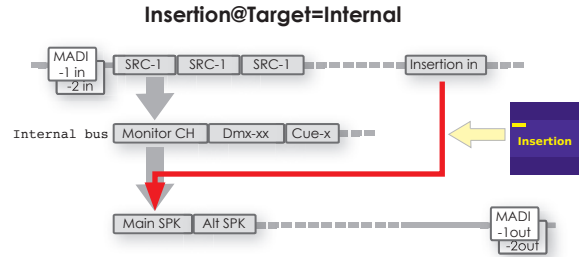 Insertion@Target=Internal
MADI
-1 in
-2 in
SRC-1 SRC-1 SRC-1 Insertion in
Internal bus Monitor CH Dmx-xx Cue-x
Insertion
Main SPK Alt SPK
MADI
-1out
-2out